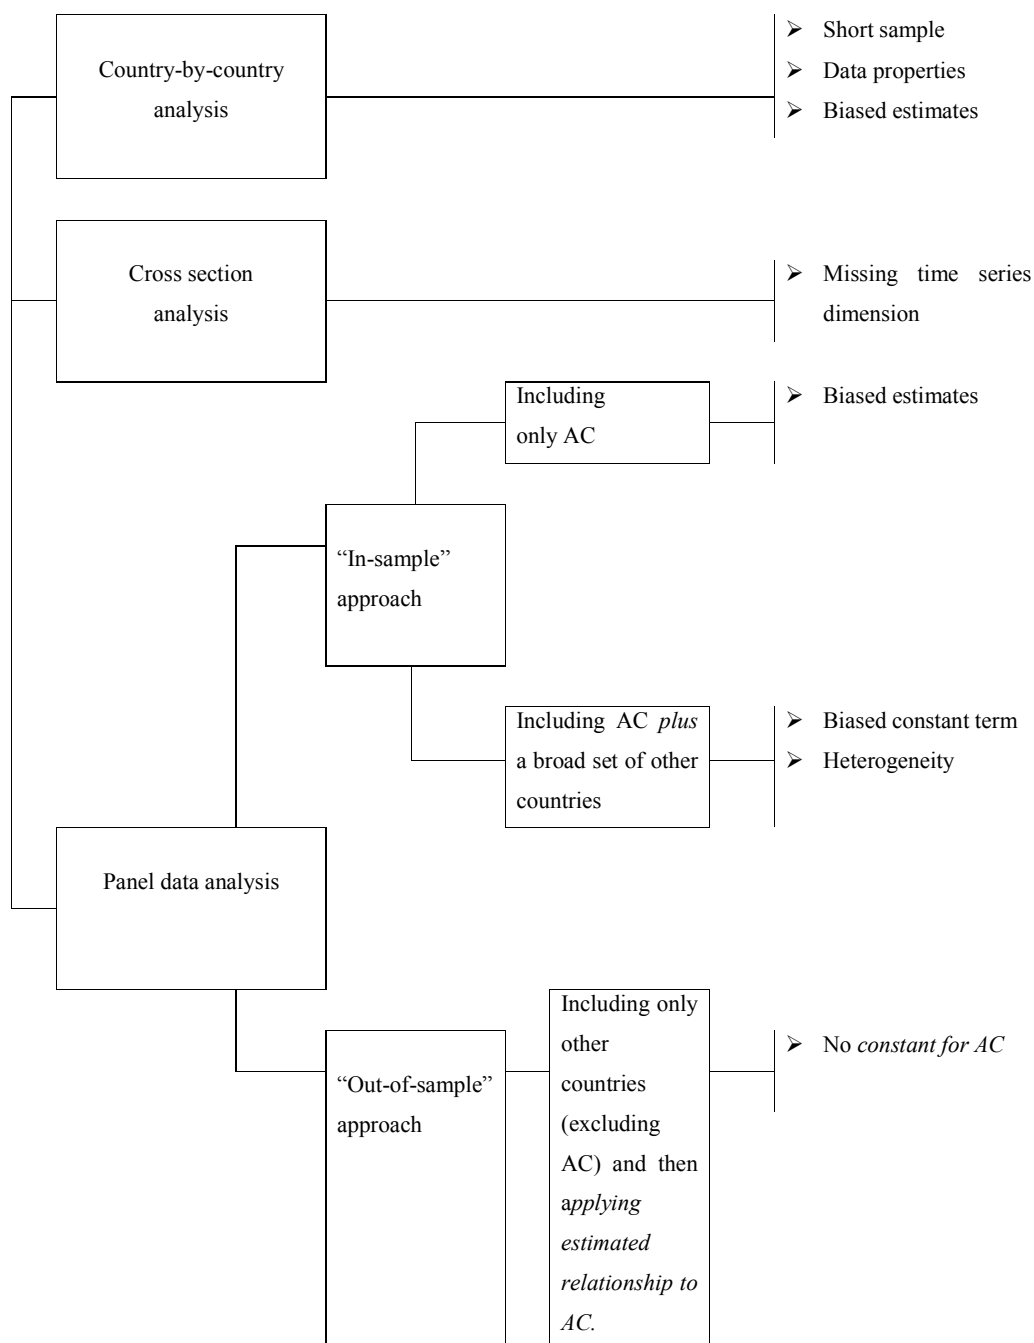 Country-by-country
analysis
➢ Short sample
➢ Data properties
➢ Biased estimates
Cross section
analysis
➢ Missing time series
dimension
Including
only AC
➢ Biased estimates
“In-sample”
approach
Including AC plus
a broad set of other
countries
➢ Biased constant term
➢ Heterogeneity
Panel data analysis
“Out-of-sample”
approach
Including only
other
countries
(excluding
AC) and then
applying
estimated
relationship to
AC.
➢ No constant for AC